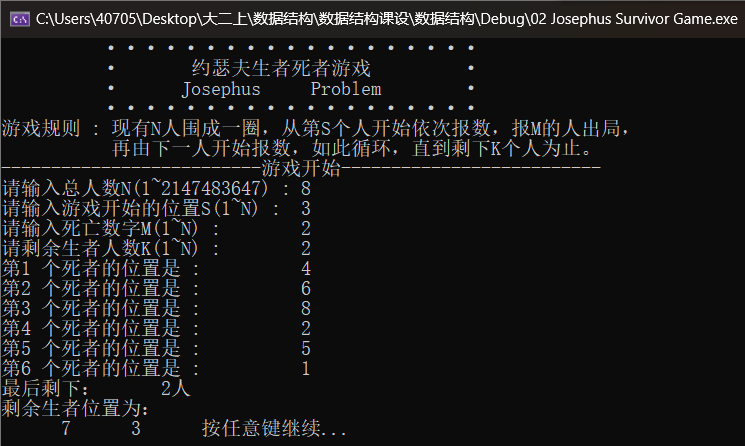 C:\Users\40705\Desktop\大二上\数据结构\数据结构课设\数据结构\Debug\02 Josephus Survivor Game.exe
· · · · · · · · · · · · · · · · · · ·
· 约瑟夫生者死者游戏 ·
· Josephus Problem ·
· · · · · · · · · · · · · · · · · · ·
游戏规则 : 现有N人围成一圈，从第S个人开始依次报数，报M的人出局，
再由下一人开始报数，如此循环，直到剩下K个人为止。
--------------------------游戏开始--------------------------
请输入总人数N(1~2147483647) : 8
请输入游戏开始的位置S(1~N) : 3
请输入死亡数字M(1~N) : 2
请剩余生者人数K(1~N) : 2
第1 个死者的位置是 : 4
第2 个死者的位置是 : 6
第3 个死者的位置是 : 8
第4 个死者的位置是 : 2
第5 个死者的位置是 : 5
第6 个死者的位置是 : 1
最后剩下： 2人
剩余生者位置为：
7 3 按任意键继续...